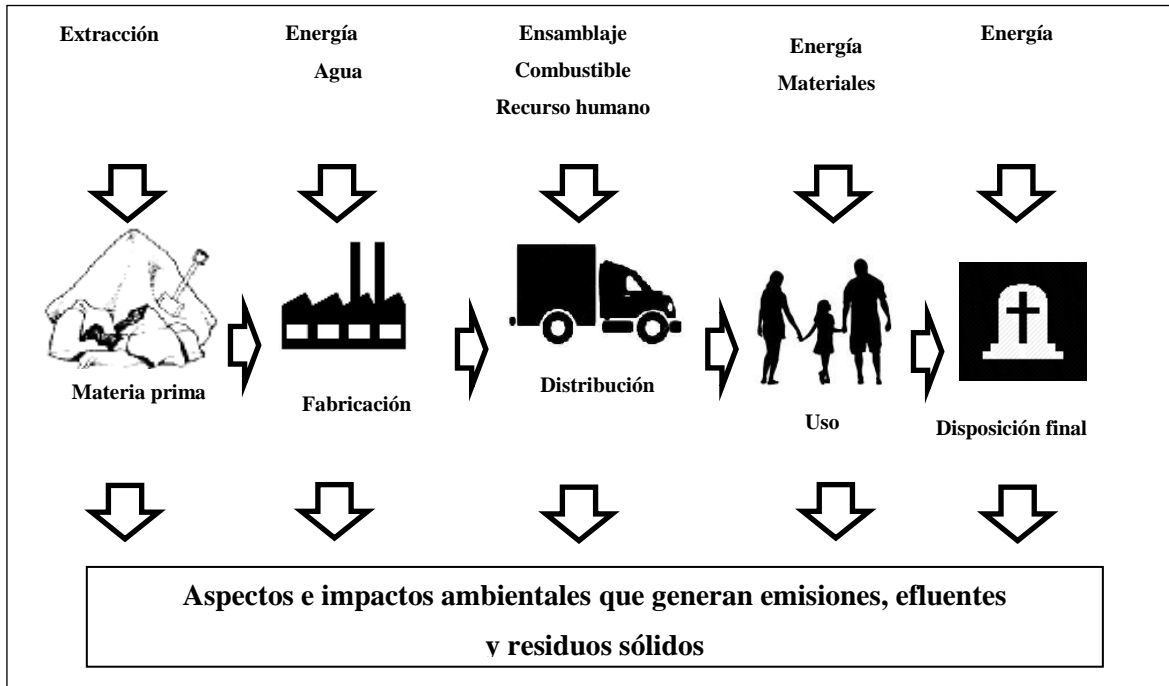 Extracción
Energía
Agua
Ensamblaje
Combustible
Recurso humano
Energía
Materiales
Energía
Materia prima
Fabricación
Distribución
Uso
Disposición final
Aspectos e impactos ambientales que generan emisiones, efluentes
y residuos sólidos